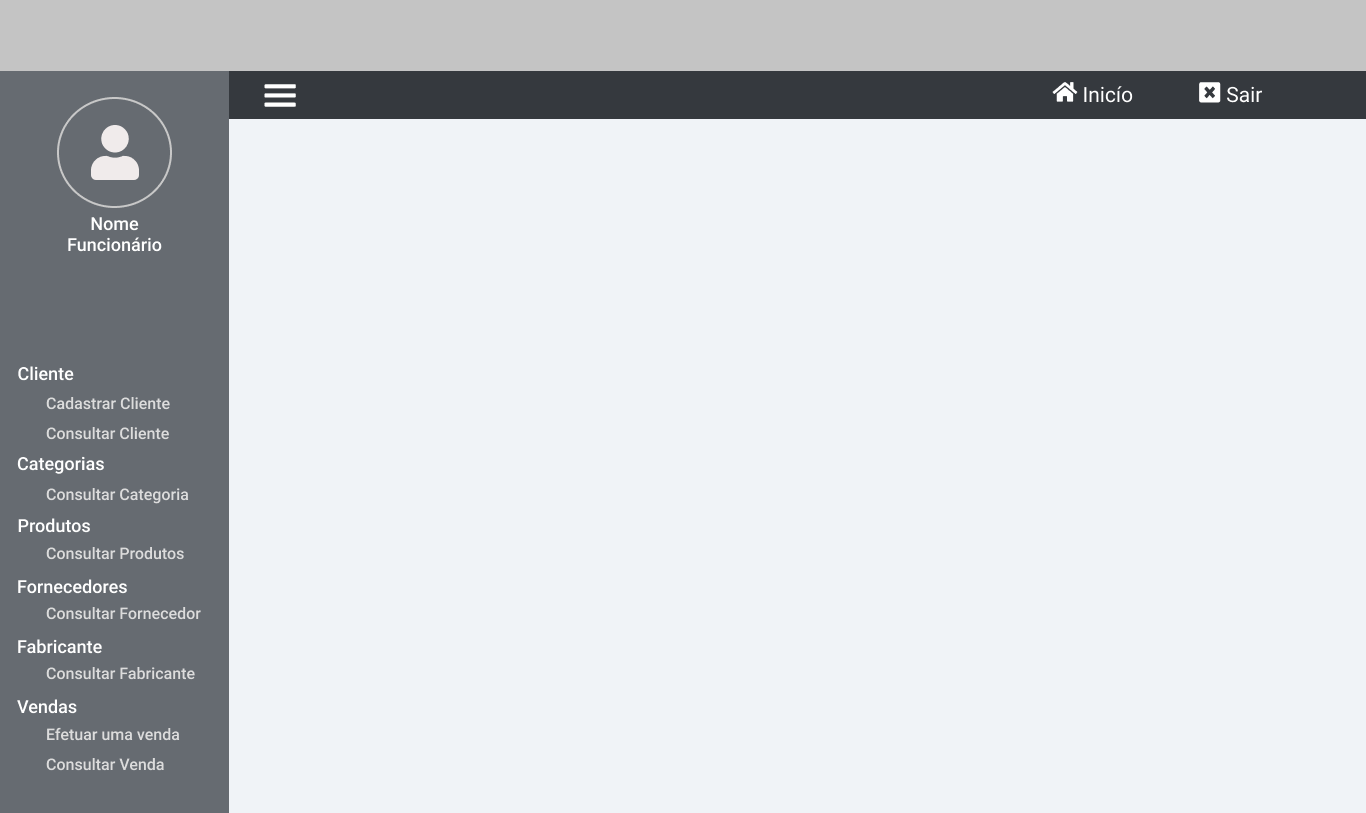 Inicío
Sair
Nome
Funcionário
Cliente
Cadastrar Cliente
Consultar Cliente
Categorias
Consultar Categoria
Produtos
Consultar Produtos
Fornecedores
Consultar Fornecedor
Fabricante
Consultar Fabricante
Vendas
Efetuar uma venda
Consultar Venda